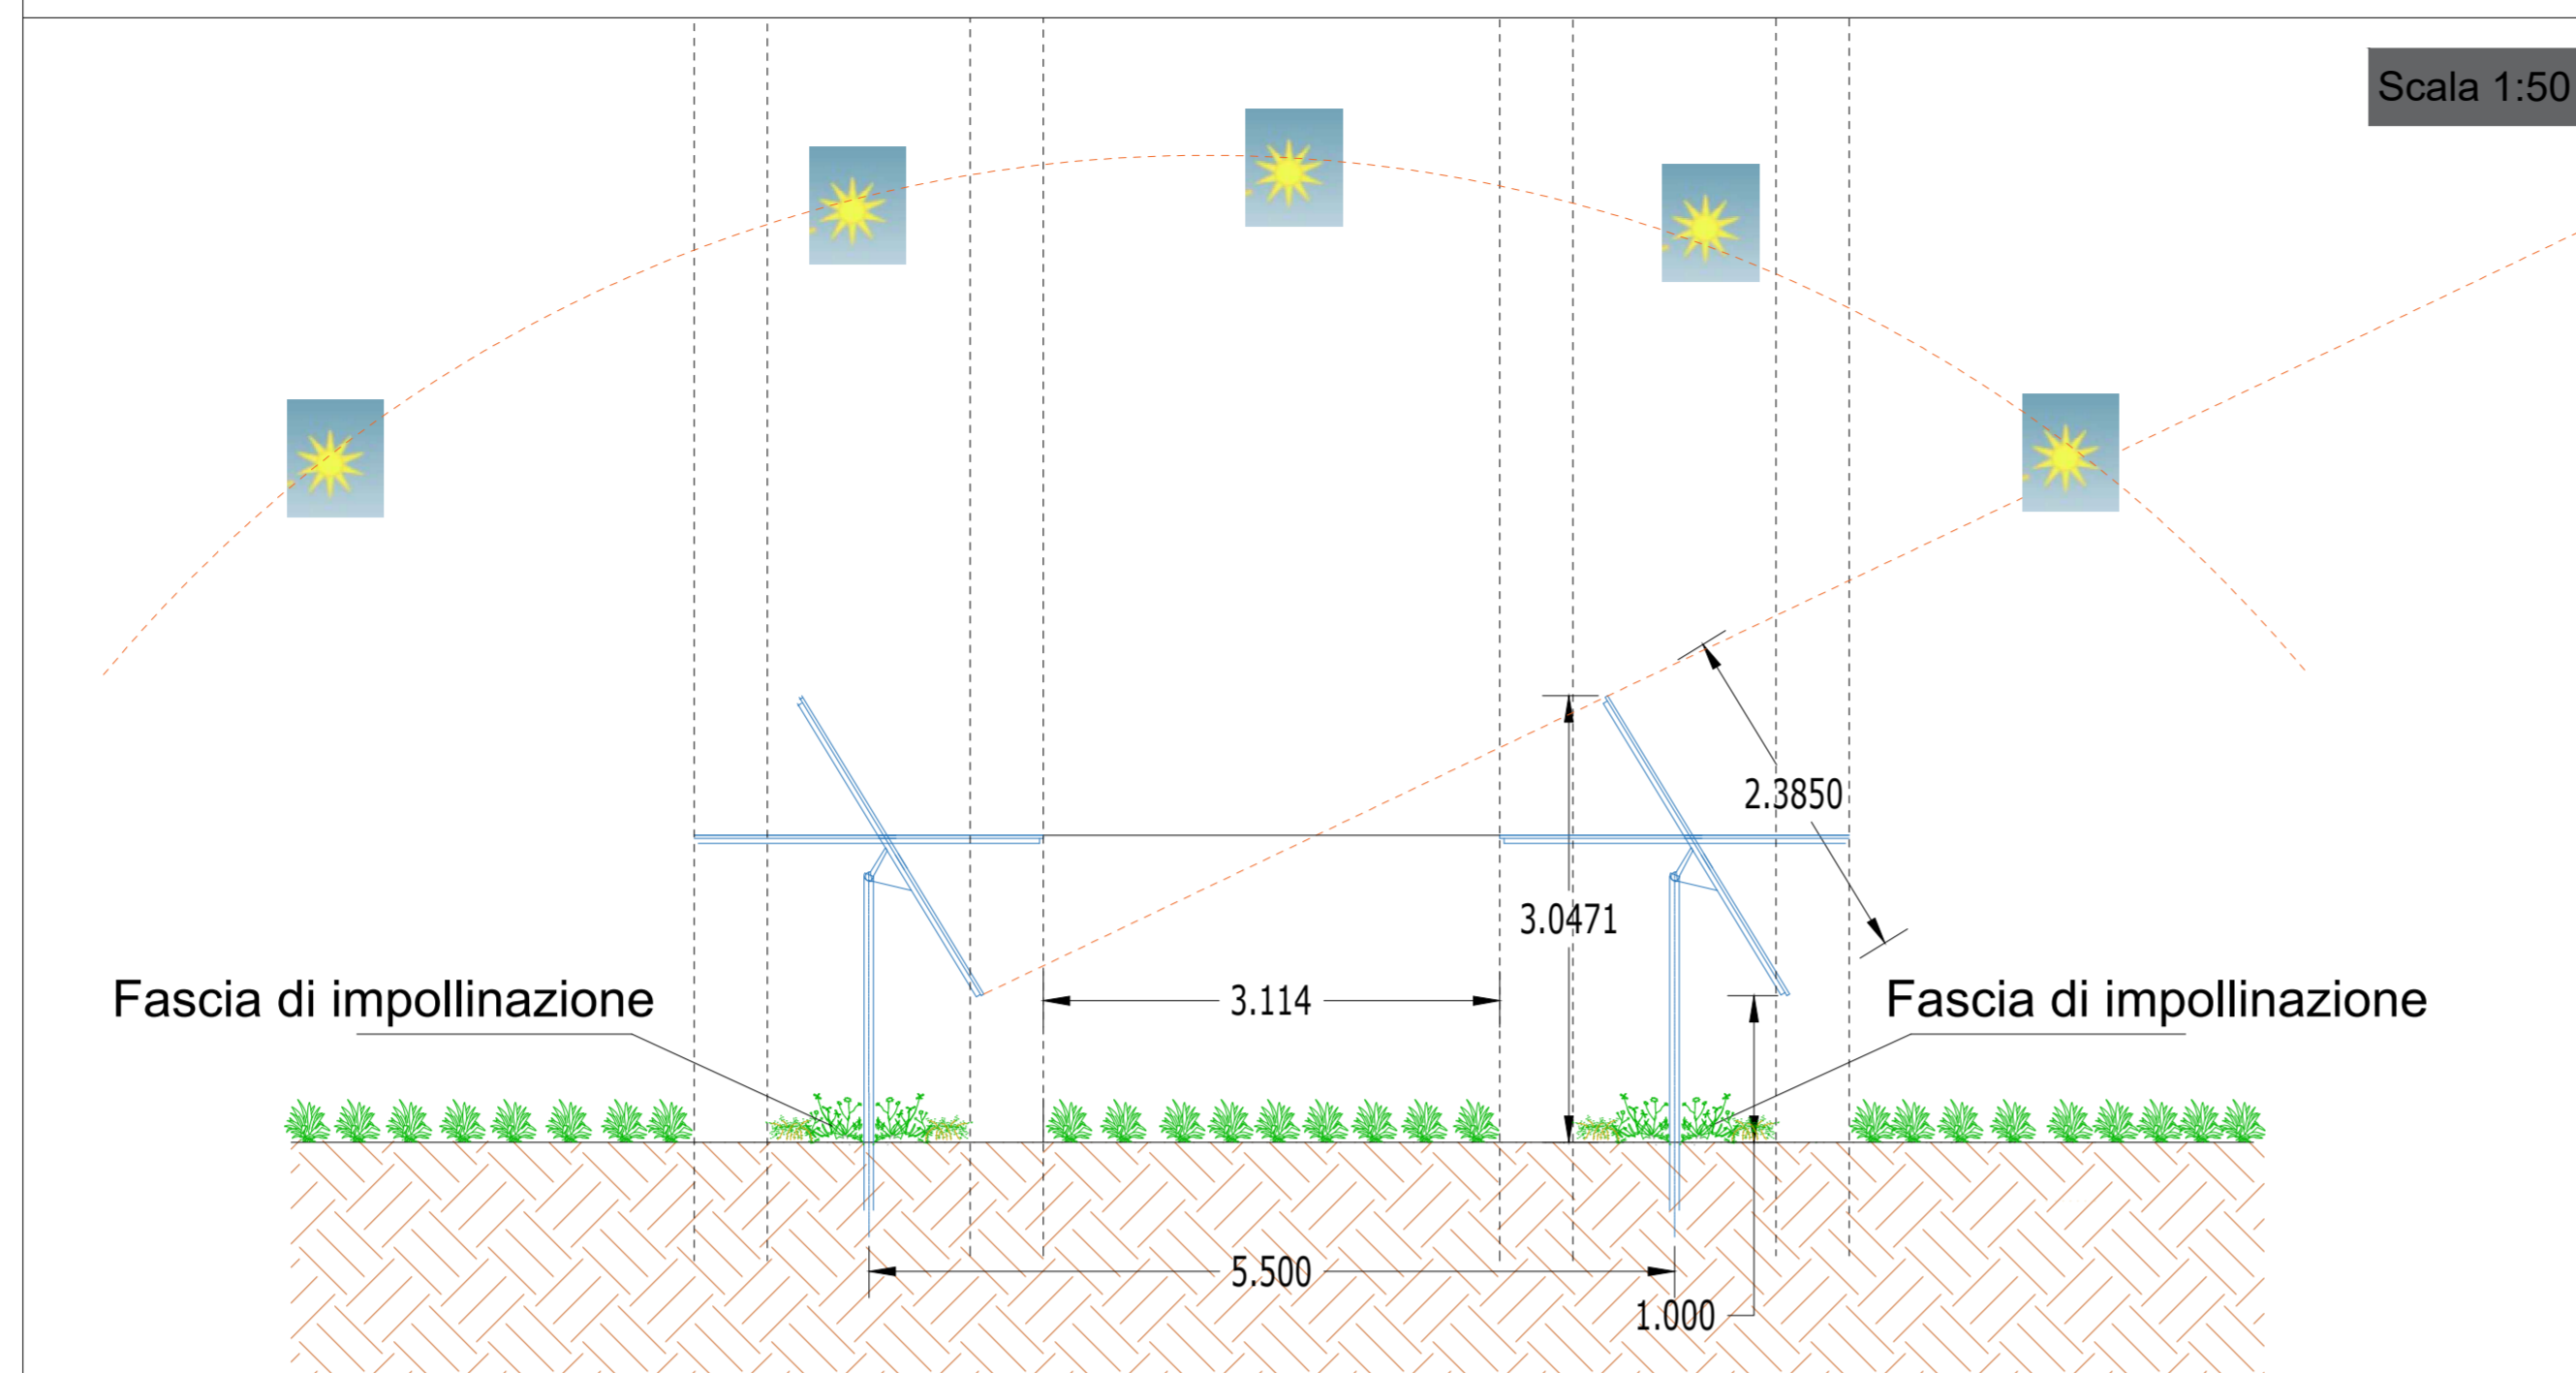 Scala 1:50
2.3850
3.0471
Fascia di impollinazione
3.114
Fascia di impollinazione
5.500
1.000